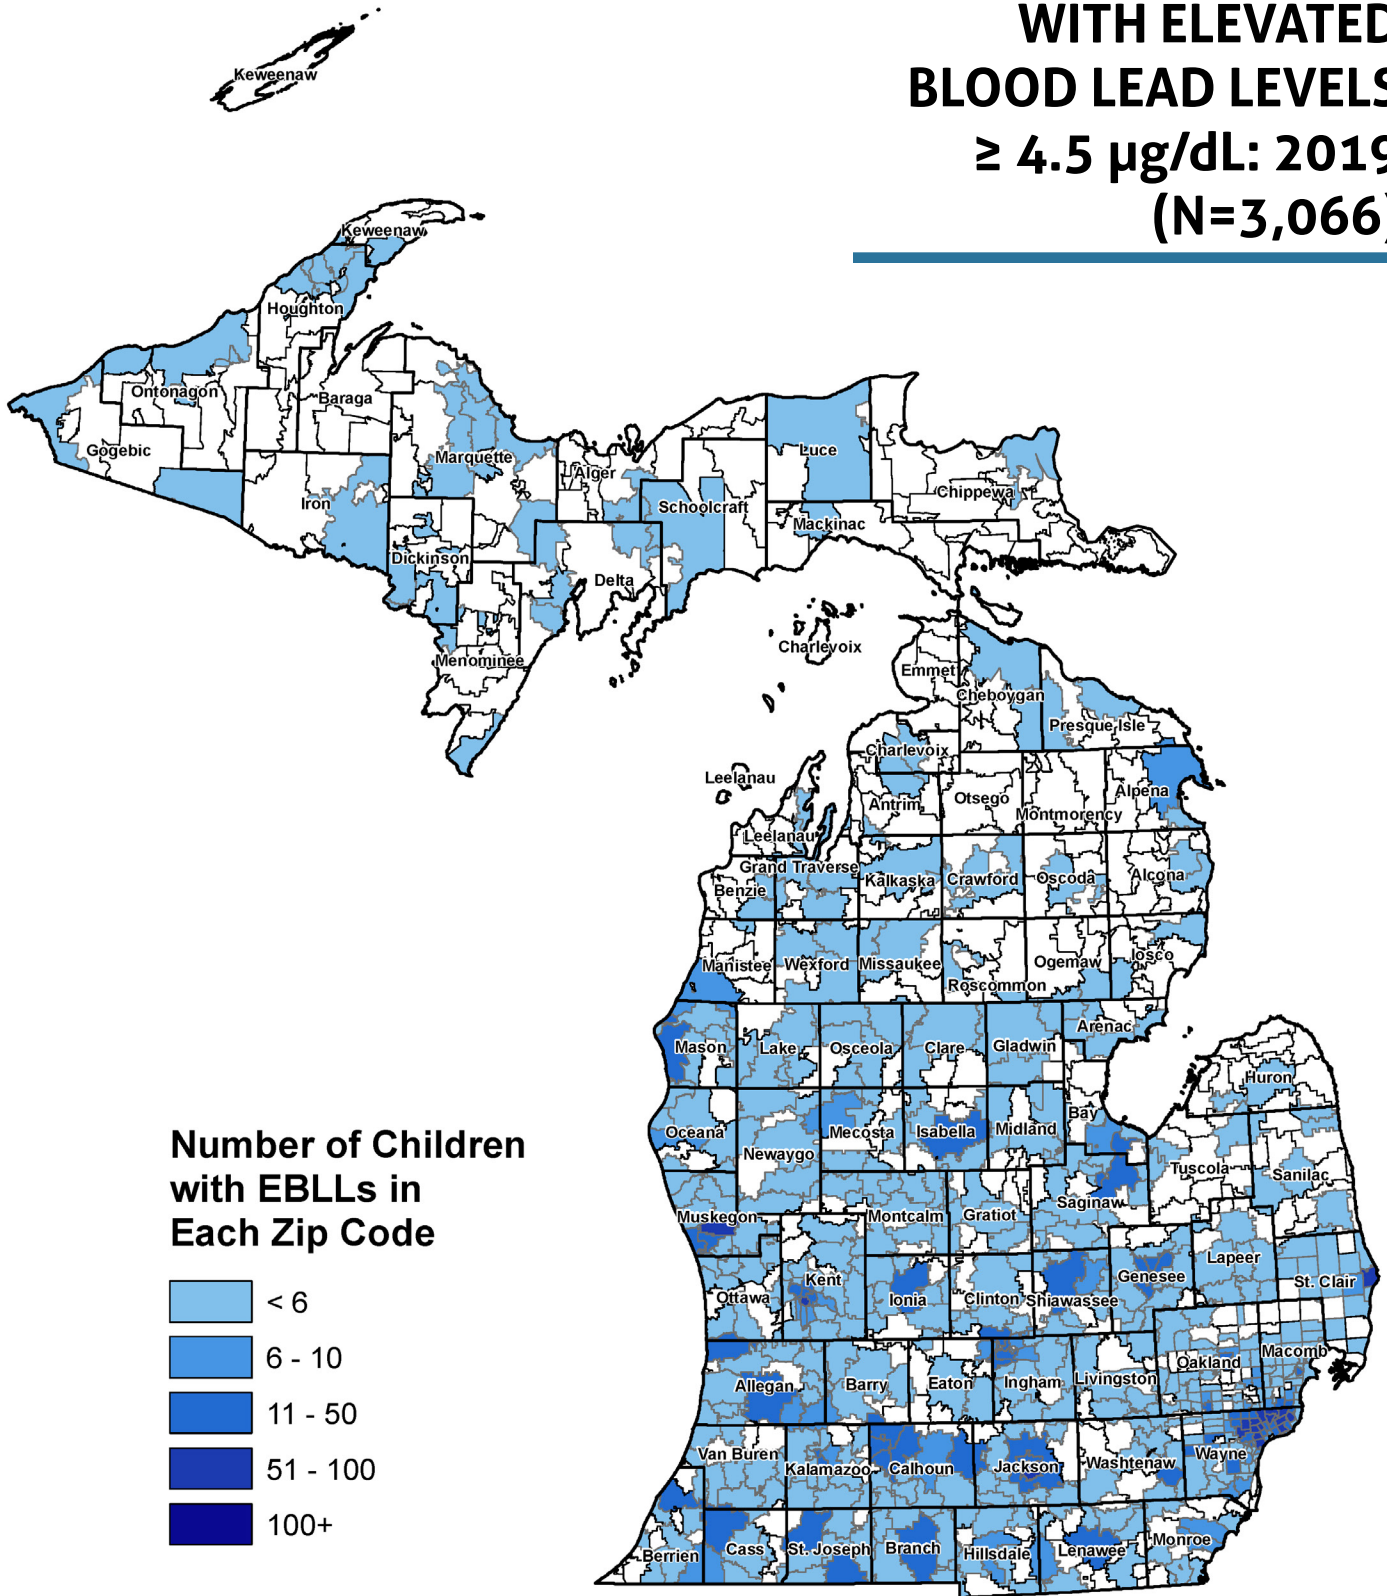 WITH ELEVATED
BLOOD LEAD LEVELS
≥ 4.5 µg/dL: 2019
(N=3,066)
Keweenaw
Keweenaw
Houghton
Ontonagon
Baraga
Gogebic
Marquette
Alger
Luce
Iron
Schoolcraft
Chippewa
Mackinac
Dickinson
Delta
Menominee
Charlevoix
Emmet
Cheboygan
Presque Isle
Charlevoix
Leelanau
Antrim
Otsego
Montmorency
Alpena
Leelanau
Grand Traverse
Benzie
Kalkaska
Crawford
Oscoda
Alcona
Manistee
Wexford
Missaukee
Roscommon
Ogemaw
Iosco
Arenac
Mason
Lake
Osceola
Clare
Gladwin
Huron
Oceana
Newaygo
Mecosta
Isabella
Midland
Bay
Tuscola
Sanilac
Muskegon
Montcalm
Gratiot
Saginaw
Lapeer
Kent
Ottawa
Ionia
Clinton
Shiawassee
Genesee
St. Clair
Allegan
Barry
Eaton
Ingham
Livingston
Oakland
Macomb
Van Buren
Kalamazoo
Calhoun
Jackson
Washtenaw
Wayne
Berrien
Cass
St. Joseph
Branch
Hillsdale
Lenawee
Monroe
Number of Children
with EBLLs in
Each Zip Code
< 6
6 - 10
11 - 50
51 - 100
100+